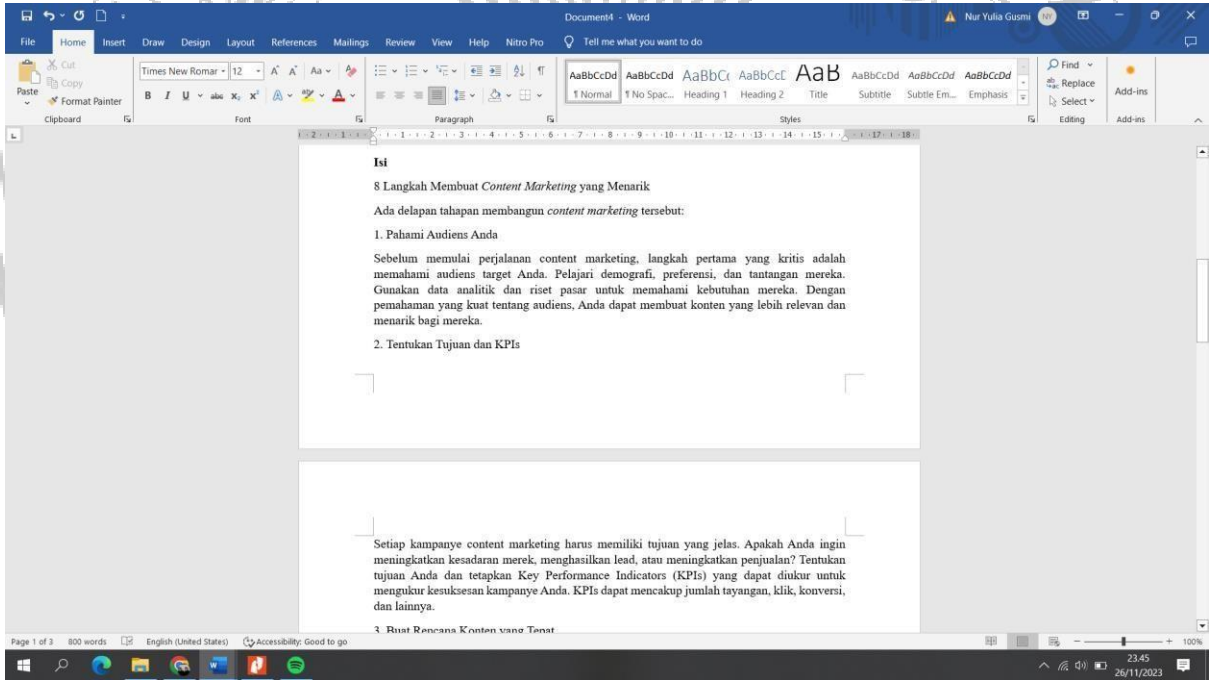 Document4 - Word
Nur Yulia Gusmi
NY
File Home Insert Draw Design Layout References Mailings Review View Help Nitro Pro Tell me what you want to do
Paste
Cut
Copy
Format Painter
Times New Romar 12
AaBbCcDd AaBbCcDd AaBbCc AaBbCcC AaB AaBbCcDd AaBbCcDd AaBbCcDd
¶ Normal ¶ No Spac... Heading 1 Heading 2 Title Subtitle Subtle Em... Emphasis
Find
Replace
Select
Add-ins
Clipboard Font Paragraph Styles Editing Add-ins
Isi
8 Langkah Membuat Content Marketing yang Menarik
Ada delapan tahapan membangun content marketing tersebut:
1. Pahami Audiens Anda
Sebelum memulai perjalanan content marketing, langkah pertama yang kritis adalah
memahami audiens target Anda. Pelajari demografi, preferensi, dan tantangan mereka.
Gunakan data analitik dan riset pasar untuk memahami kebutuhan mereka. Dengan
pemahaman yang kuat tentang audiens, Anda dapat membuat konten yang lebih relevan dan
menarik bagi mereka.
2. Tentukan Tujuan dan KPIs
Setiap kampanye content marketing harus memiliki tujuan yang jelas. Apakah Anda ingin
meningkatkan kesadaran merek, menghasilkan lead, atau meningkatkan penjualan? Tentukan
tujuan Anda dan tetapkan Key Performance Indicators (KPIs) yang dapat diukur untuk
mengukur kesuksesan kampanye Anda. KPIs dapat mencakup jumlah tayangan, klik, konversi,
dan lainnya.
3. Buat Rencana Konten yang Tepat
Page 1 of 3 800 words English (United States) Accessibility: Good to go 100%
23.45
26/11/2023